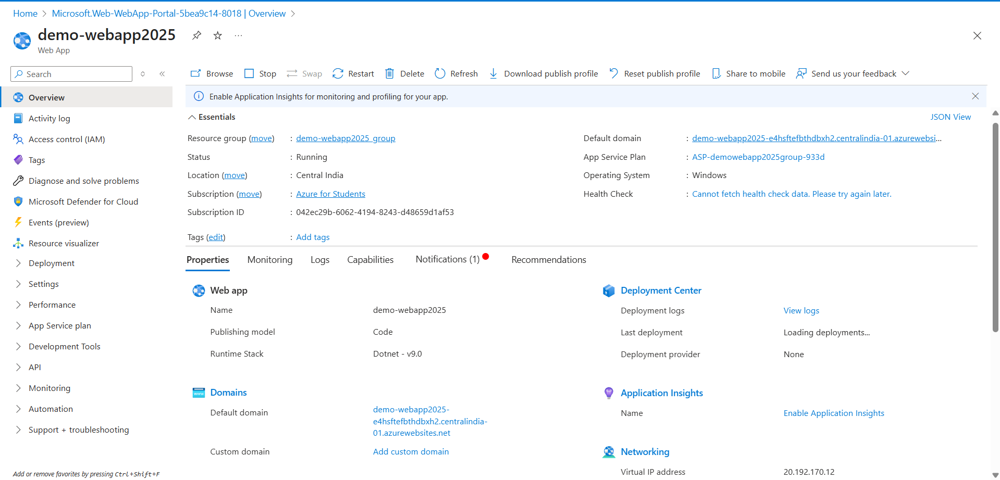 Home > Microsoft.Web-WebApp-Portal-5bea9c14-8018 | Overview >
demo-webapp2025
Web App
Search
Browse Stop Swap Restart Delete Refresh Download publish profile Reset publish profile Share to mobile Send us your feedback
Enable Application Insights for monitoring and profiling for your app.
Overview
Activity log
Access control (IAM)
Tags
Diagnose and solve problems
Microsoft Defender for Cloud
Events (preview)
Resource visualizer
Deployment
Settings
Performance
App Service plan
Development Tools
API
Monitoring
Automation
Support + troubleshooting
Add or remove favorites by pressing Ctrl+Shift+F
Essentials
JSON View
Resource group (move) : demo-webapp2025_group
Status : Running
Location (move) : Central India
Subscription (move) : Azure for Students
Subscription ID : 042ec29b-6062-4194-8243-d48659d1af53
Tags (edit) : Add tags
Default domain : demo-webapp2025-e4hsftefbthdbxh2.centralindia-01.azurewebsi...
App Service Plan : ASP-demowebapp2025group-933d
Operating System : Windows
Health Check : Cannot fetch health check data. Please try again later.
Properties Monitoring Logs Capabilities Notifications (1) Recommendations
Web app
Name demo-webapp2025
Publishing model Code
Runtime Stack Dotnet - v9.0
Domains
Default domain demo-webapp2025-
e4hsftefbthdbxh2.centralindia-
01.azurewebsites.net
Custom domain Add custom domain
Deployment Center
Deployment logs View logs
Last deployment Loading deployments...
Deployment provider None
Application Insights
Name Enable Application Insights
Networking
Virtual IP address 20.192.170.12
www